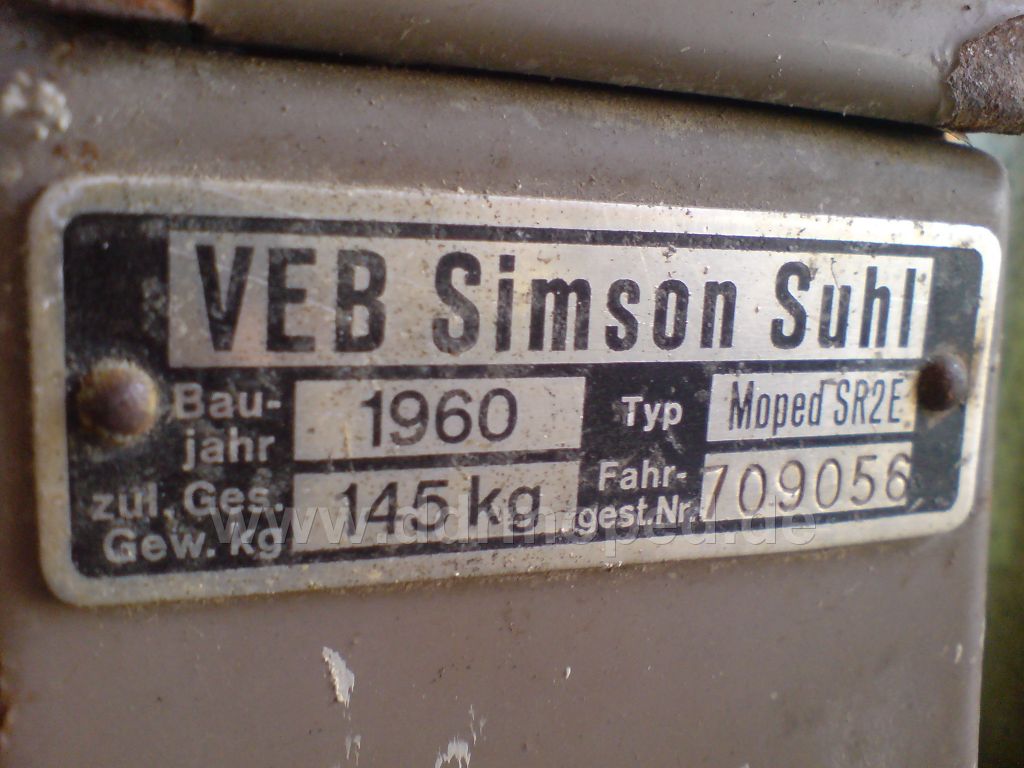 VEB Simson Suhl
Bau-
jahr
1960
Typ
Moped SR2E
zul. Ges.
Gew. kg
145 kg
Fahr-
gest.Nr.
709056
www.ddrmoped.de